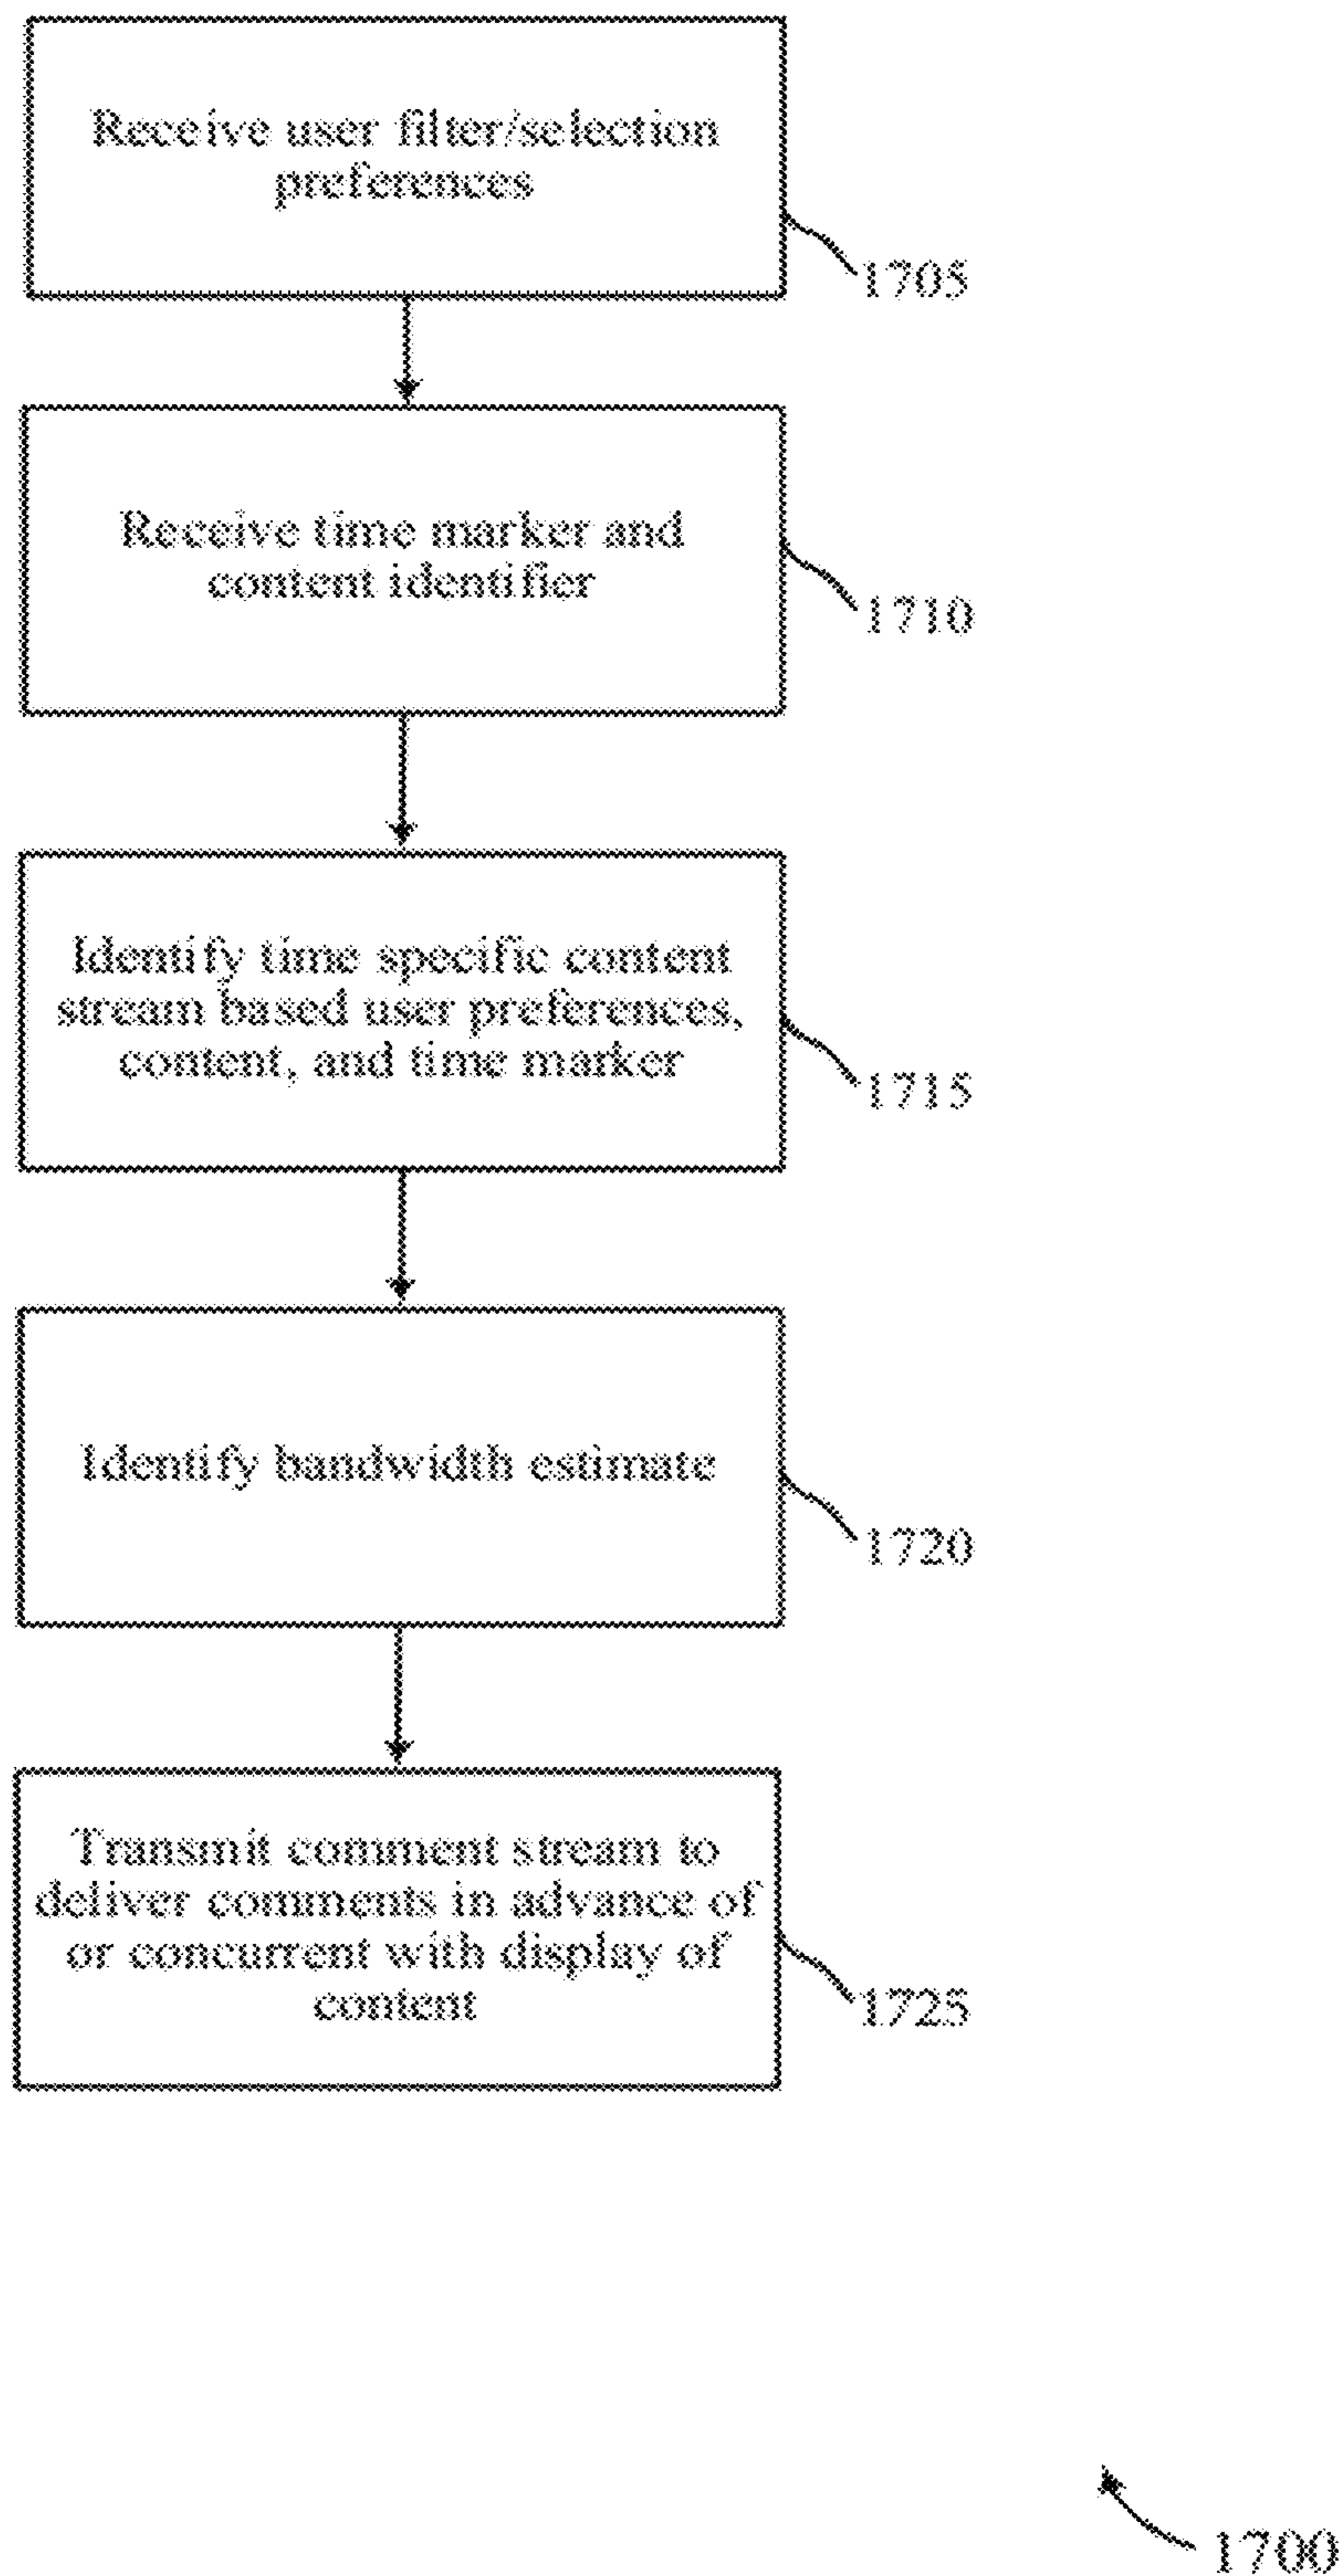 Receive user filter/selection
preferences
1705
Receive time marker and
content identifier
1710
Identify time specific content
stream based user preferences,
content, and time marker
1715
Identify bandwidth estimate
1720
Transmit comment stream to
deliver comments in advance of
or concurrent with display of
content
1725
1700